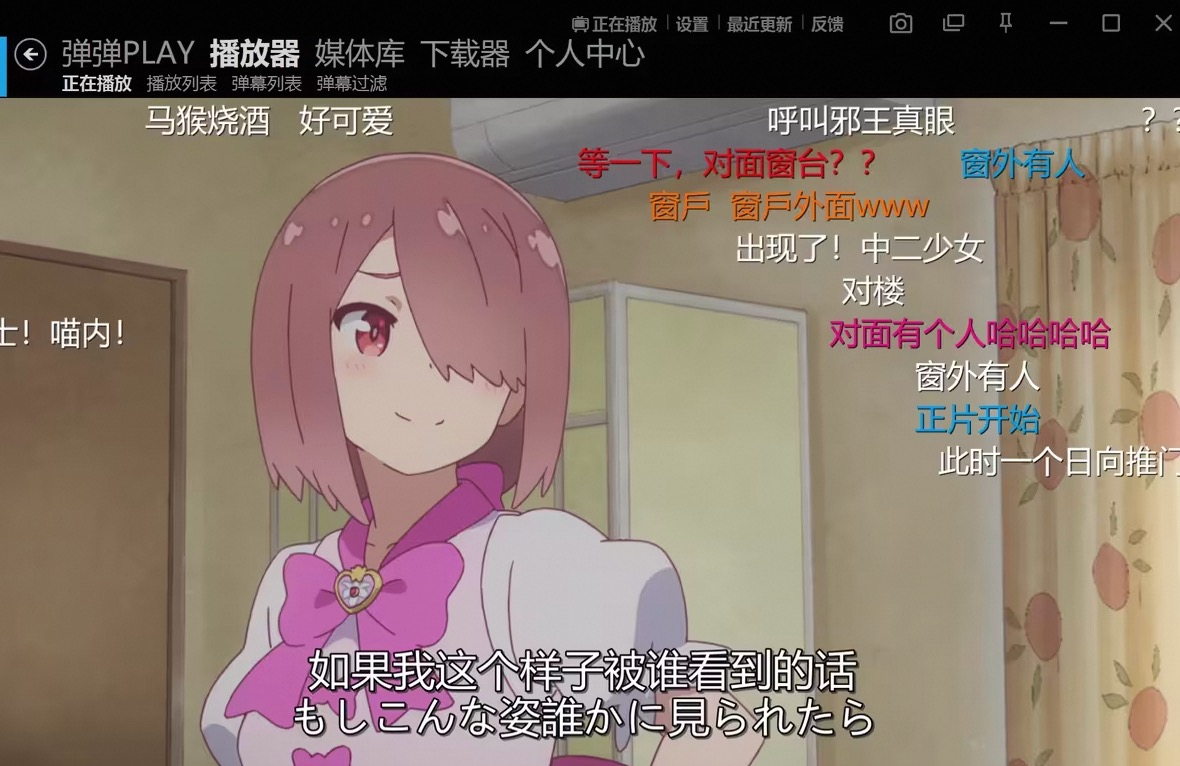 正在播放 设置 最近更新 反馈
弹弹PLAY 播放器 媒体库 下载器 个人中心
正在播放 播放列表 弹幕列表 弹幕过滤
马猴烧酒 好可爱 呼叫邪王真眼 ? ?
等一下，对面窗台？？ 窗外有人
窗戶 窗戶外面www
出现了！中二少女
对楼
士！喵内！ 对面有个人哈哈哈哈
窗外有人
正片开始
此时一个日向推门
如果我这个样子被谁看到的话
もしこんな姿誰かに見られたら